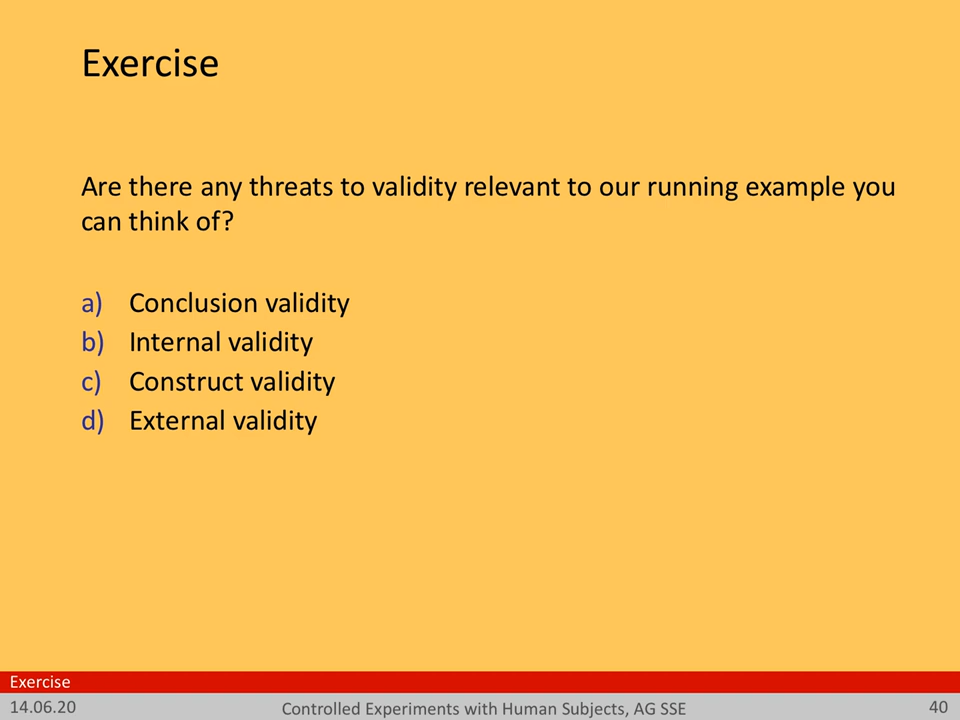 Exercise
Are there any threats to validity relevant to our running example you
can think of?
a) Conclusion validity
b) Internal validity
c) Construct validity
d) External validity
Exercise
14.06.20 Controlled Experiments with Human Subjects, AG SSE 40